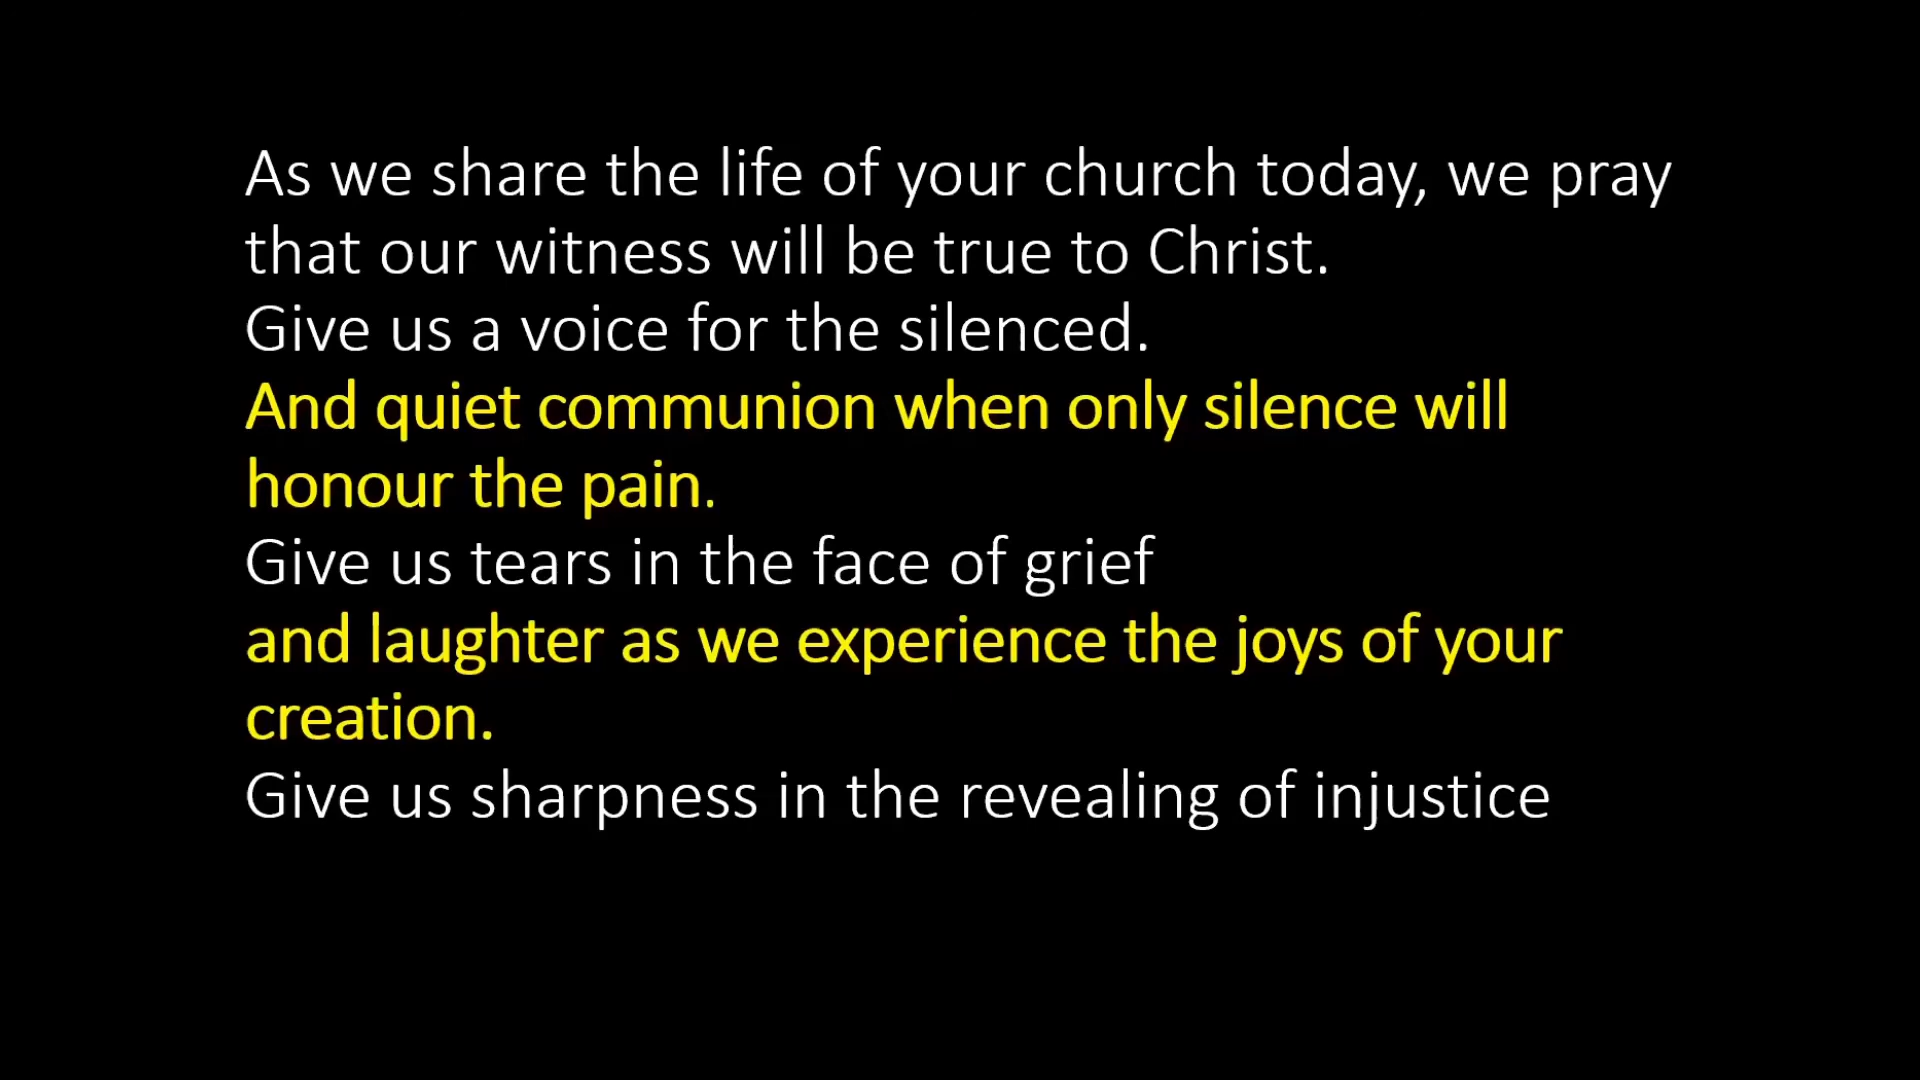 As we share the life of your church today, we pray
that our witness will be true to Christ.
Give us a voice for the silenced.
And quiet communion when only silence will
honour the pain.
Give us tears in the face of grief
and laughter as we experience the joys of your
creation.
Give us sharpness in the revealing of injustice